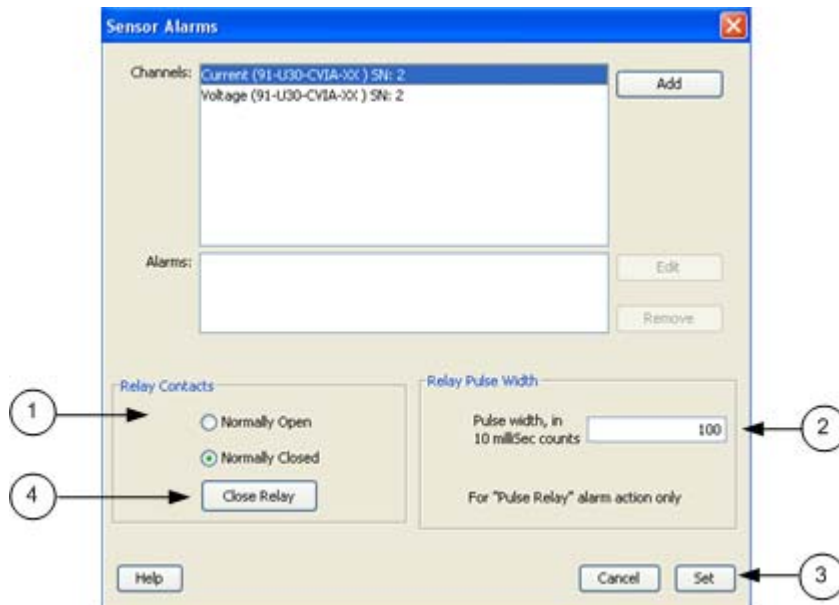 Sensor Alarms
Channels:
Current (91-U30-CVIA-XX ) SN: 2
Voltage (91-U30-CVIA-XX ) SN: 2
Add
Alarms:
Edit
Remove
Relay Contacts
1
Normally Open
Normally Closed
4
Close Relay
Relay Pulse Width
Pulse width, in
10 milliSec counts
100
2
For "Pulse Relay" alarm action only
Help
Cancel
Set
3